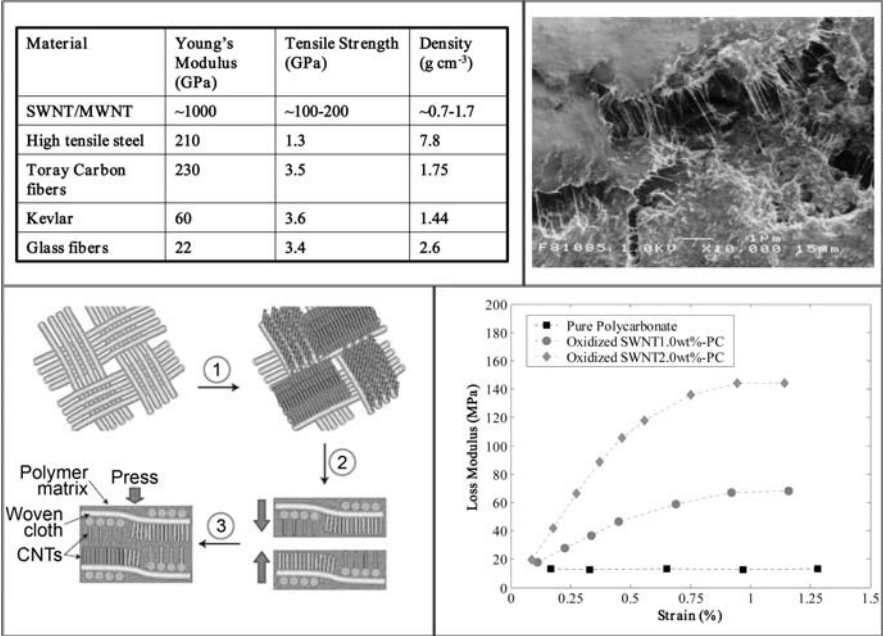 Material Young's Modulus (GPa) Tensile Strength (GPa) Density (g cm⁻³)
SWNT/MWNT ~1000 ~100-200 ~0.7-1.7
High tensile steel 210 1.3 7.8
Toray Carbon fibers 230 3.5 1.75
Kevlar 60 3.6 1.44
Glass fibers 22 3.4 2.6
1µm
F81085 1.0KV X10,000 15mm
1
2
Polymer matrix
Press
Woven cloth
3
CNTs
200
180
160
140
120
100
80
60
40
20
0
Loss Modulus (MPa)
Pure Polycarbonate
Oxidized SWNT1.0wt%-PC
Oxidized SWNT2.0wt%-PC
0 0.25 0.5 0.75 1 1.25 1.5
Strain (%)